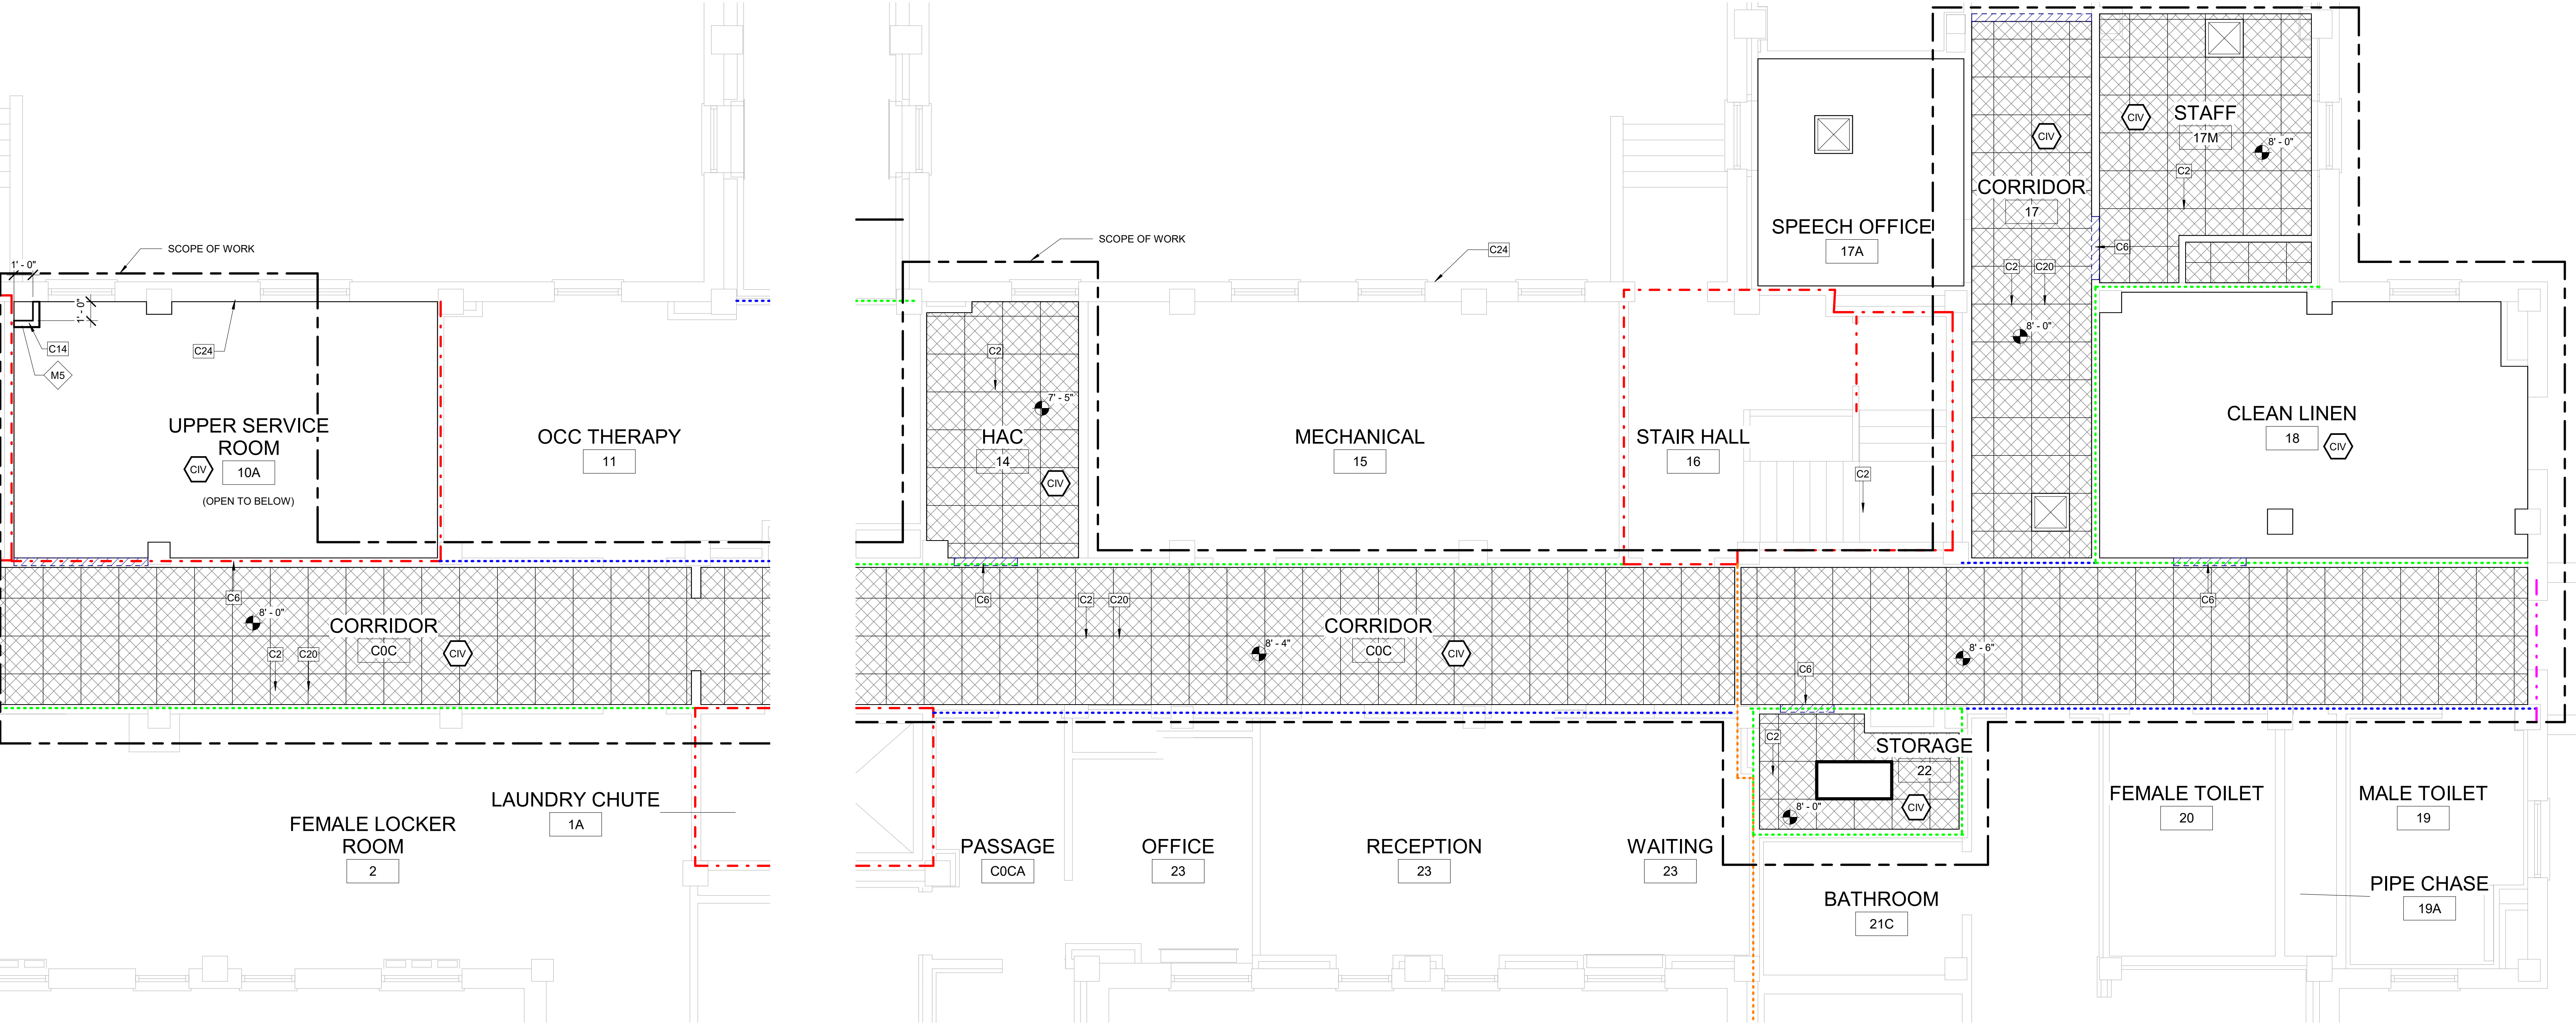 SCOPE OF WORK
1' - 0"
1' - 0"
C14
M5
C24
UPPER SERVICE
ROOM
CIV
10A
(OPEN TO BELOW)
OCC THERAPY
11
C6
8' - 0"
C2
C20
CORRIDOR
C0C
CIV
FEMALE LOCKER
ROOM
2
LAUNDRY CHUTE
1A
SCOPE OF WORK
C24
C2
7' - 5"
HAC
14
CIV
MECHANICAL
15
STAIR HALL
16
C2
SPEECH OFFICE
17A
CIV
CORRIDOR
17
C2
C20
8' - 0"
CIV
STAFF
17M
8' - 0"
C2
C6
CLEAN LINEN
18
CIV
C6
C2
C20
8' - 4"
CORRIDOR
C0C
CIV
8' - 6"
C6
C6
C2
STORAGE
22
8' - 0"
CIV
PASSAGE
C0CA
OFFICE
23
RECEPTION
23
WAITING
23
BATHROOM
21C
FEMALE TOILET
20
MALE TOILET
19
PIPE CHASE
19A